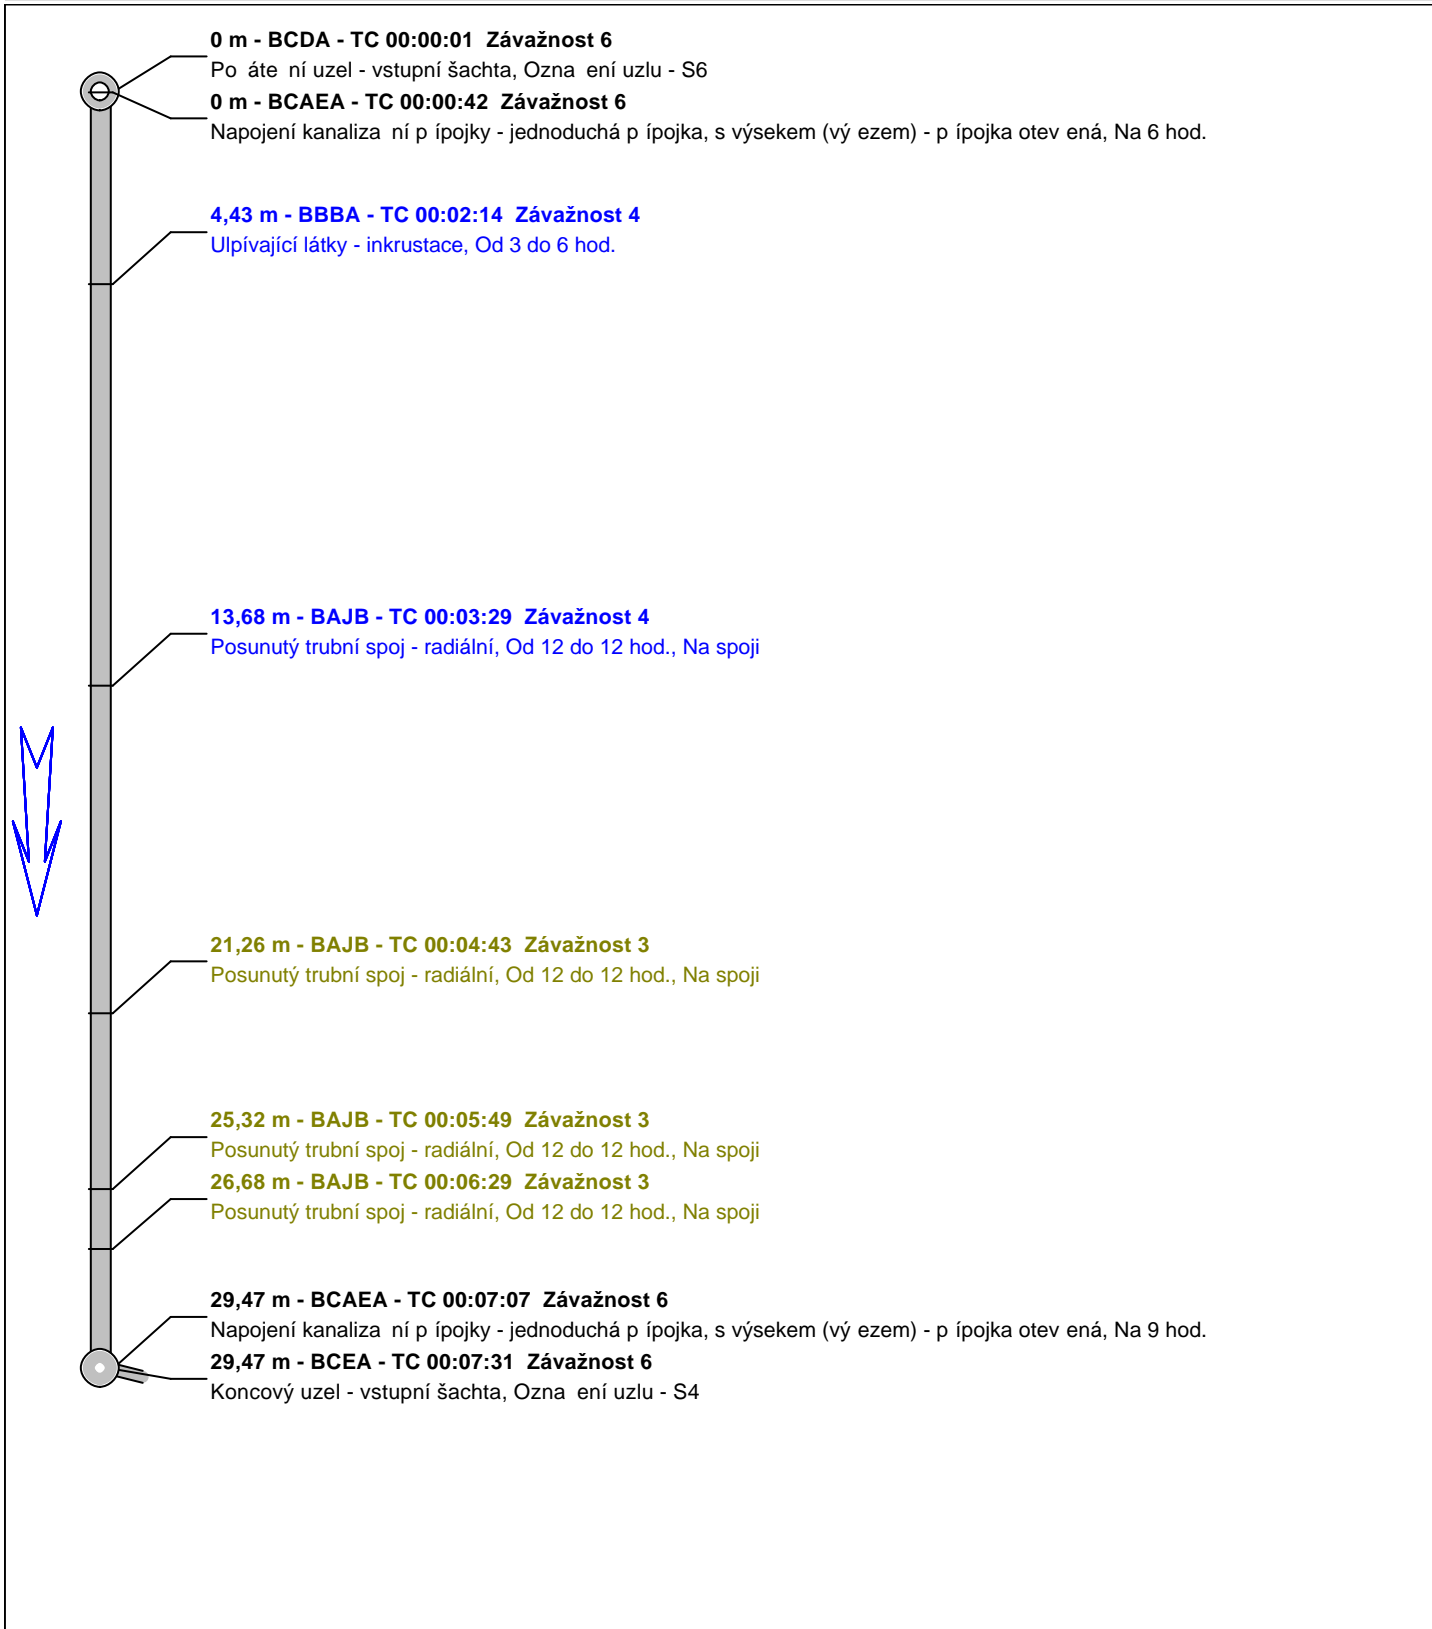 0 m - BCDA - TC 00:00:01 Závažnost 6
Po áte ní uzel - vstupní šachta, Ozna ení uzlu - S6
0 m - BCAEA - TC 00:00:42 Závažnost 6
Napojení kanaliza ní p ípojky - jednoduchá p ípojka, s výsekem (vý ezem) - p ípojka otev ená, Na 6 hod.
4,43 m - BBBA - TC 00:02:14 Závažnost 4
Ulpívající látky - inkrustace, Od 3 do 6 hod.
13,68 m - BAJB - TC 00:03:29 Závažnost 4
Posunutý trubní spoj - radiální, Od 12 do 12 hod., Na spoji
21,26 m - BAJB - TC 00:04:43 Závažnost 3
Posunutý trubní spoj - radiální, Od 12 do 12 hod., Na spoji
25,32 m - BAJB - TC 00:05:49 Závažnost 3
Posunutý trubní spoj - radiální, Od 12 do 12 hod., Na spoji
26,68 m - BAJB - TC 00:06:29 Závažnost 3
Posunutý trubní spoj - radiální, Od 12 do 12 hod., Na spoji
29,47 m - BCAEA - TC 00:07:07 Závažnost 6
Napojení kanaliza ní p ípojky - jednoduchá p ípojka, s výsekem (vý ezem) - p ípojka otev ená, Na 9 hod.
29,47 m - BCEA - TC 00:07:31 Závažnost 6
Koncový uzel - vstupní šachta, Ozna ení uzlu - S4